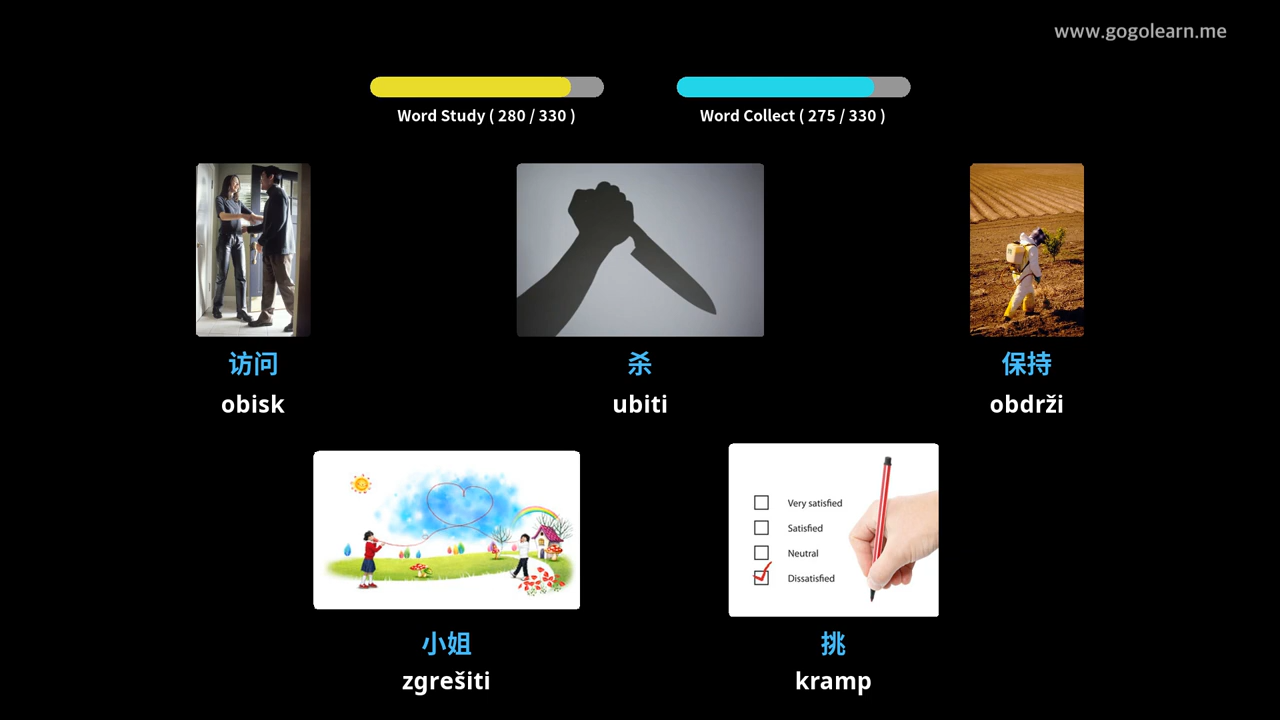 www.gogolearn.me
Word Study ( 280 / 330 )
Word Collect ( 275 / 330 )
访问
obisk
杀
ubiti
保持
obdrži
小姐
zgrešiti
Very satisfied
Satisfied
Neutral
Dissatisfied
挑
kramp